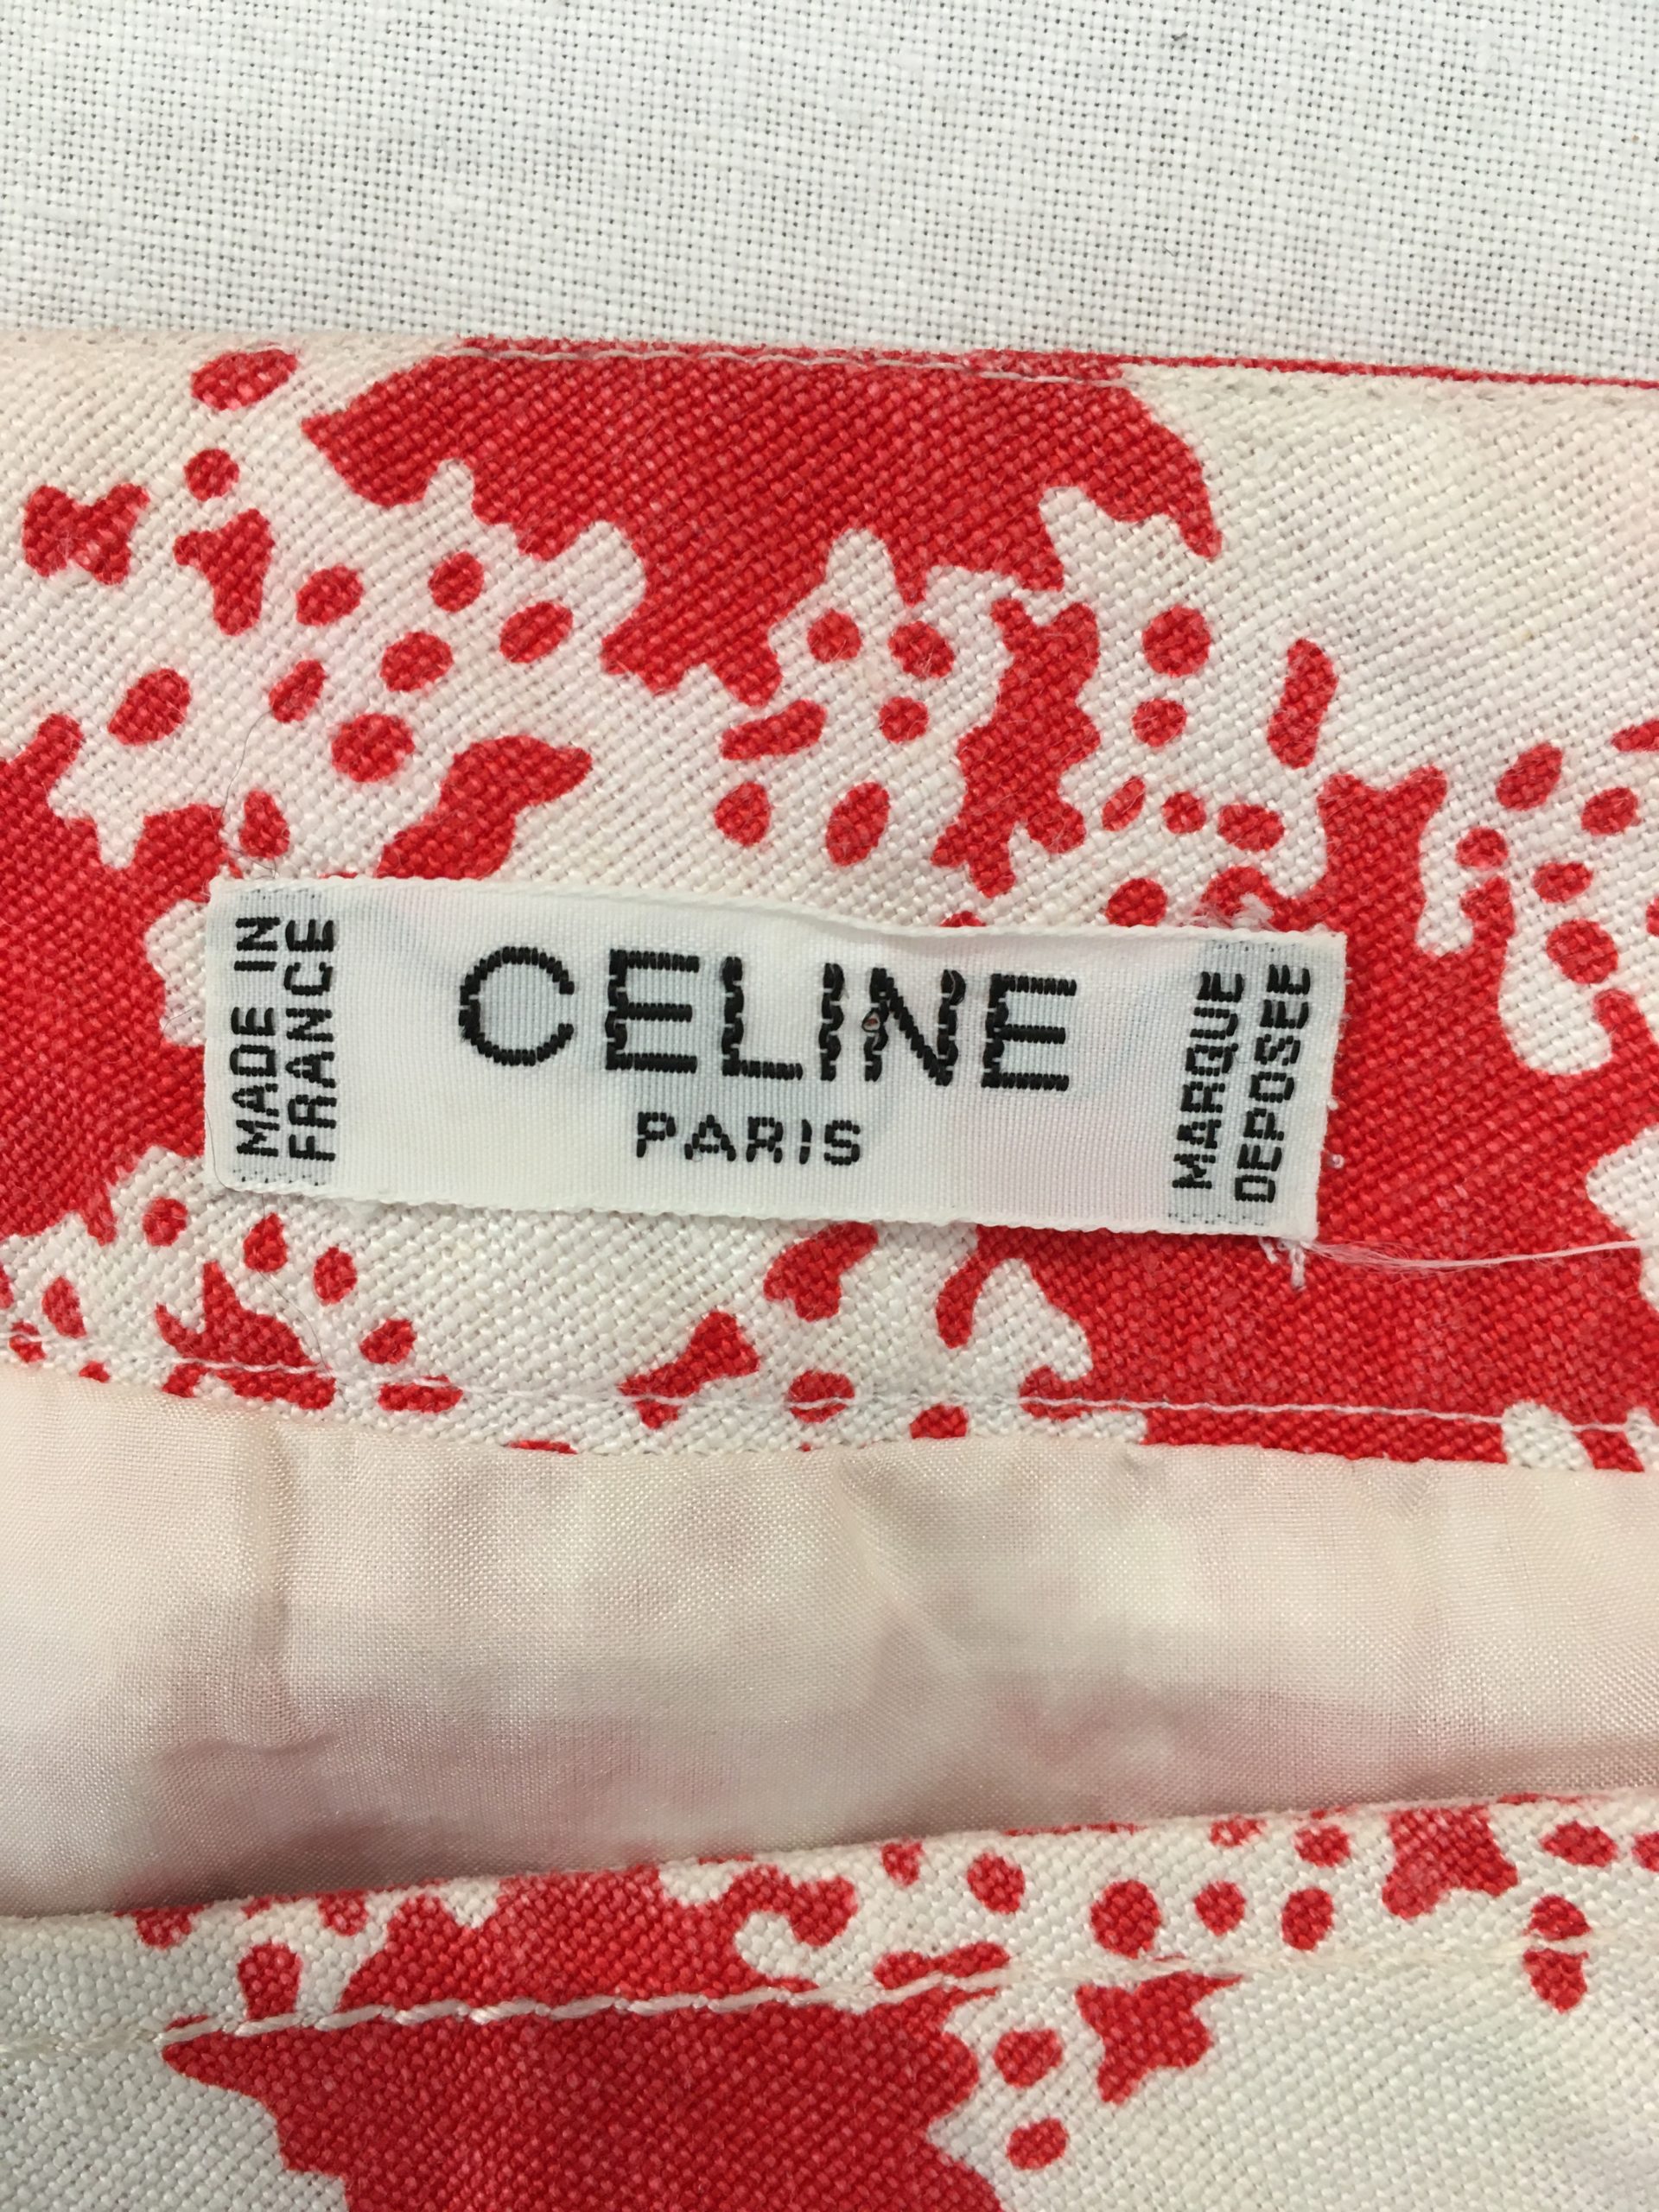 MADE IN
FRANCE
CELINE
PARIS
MARQUE
DEPOSEE